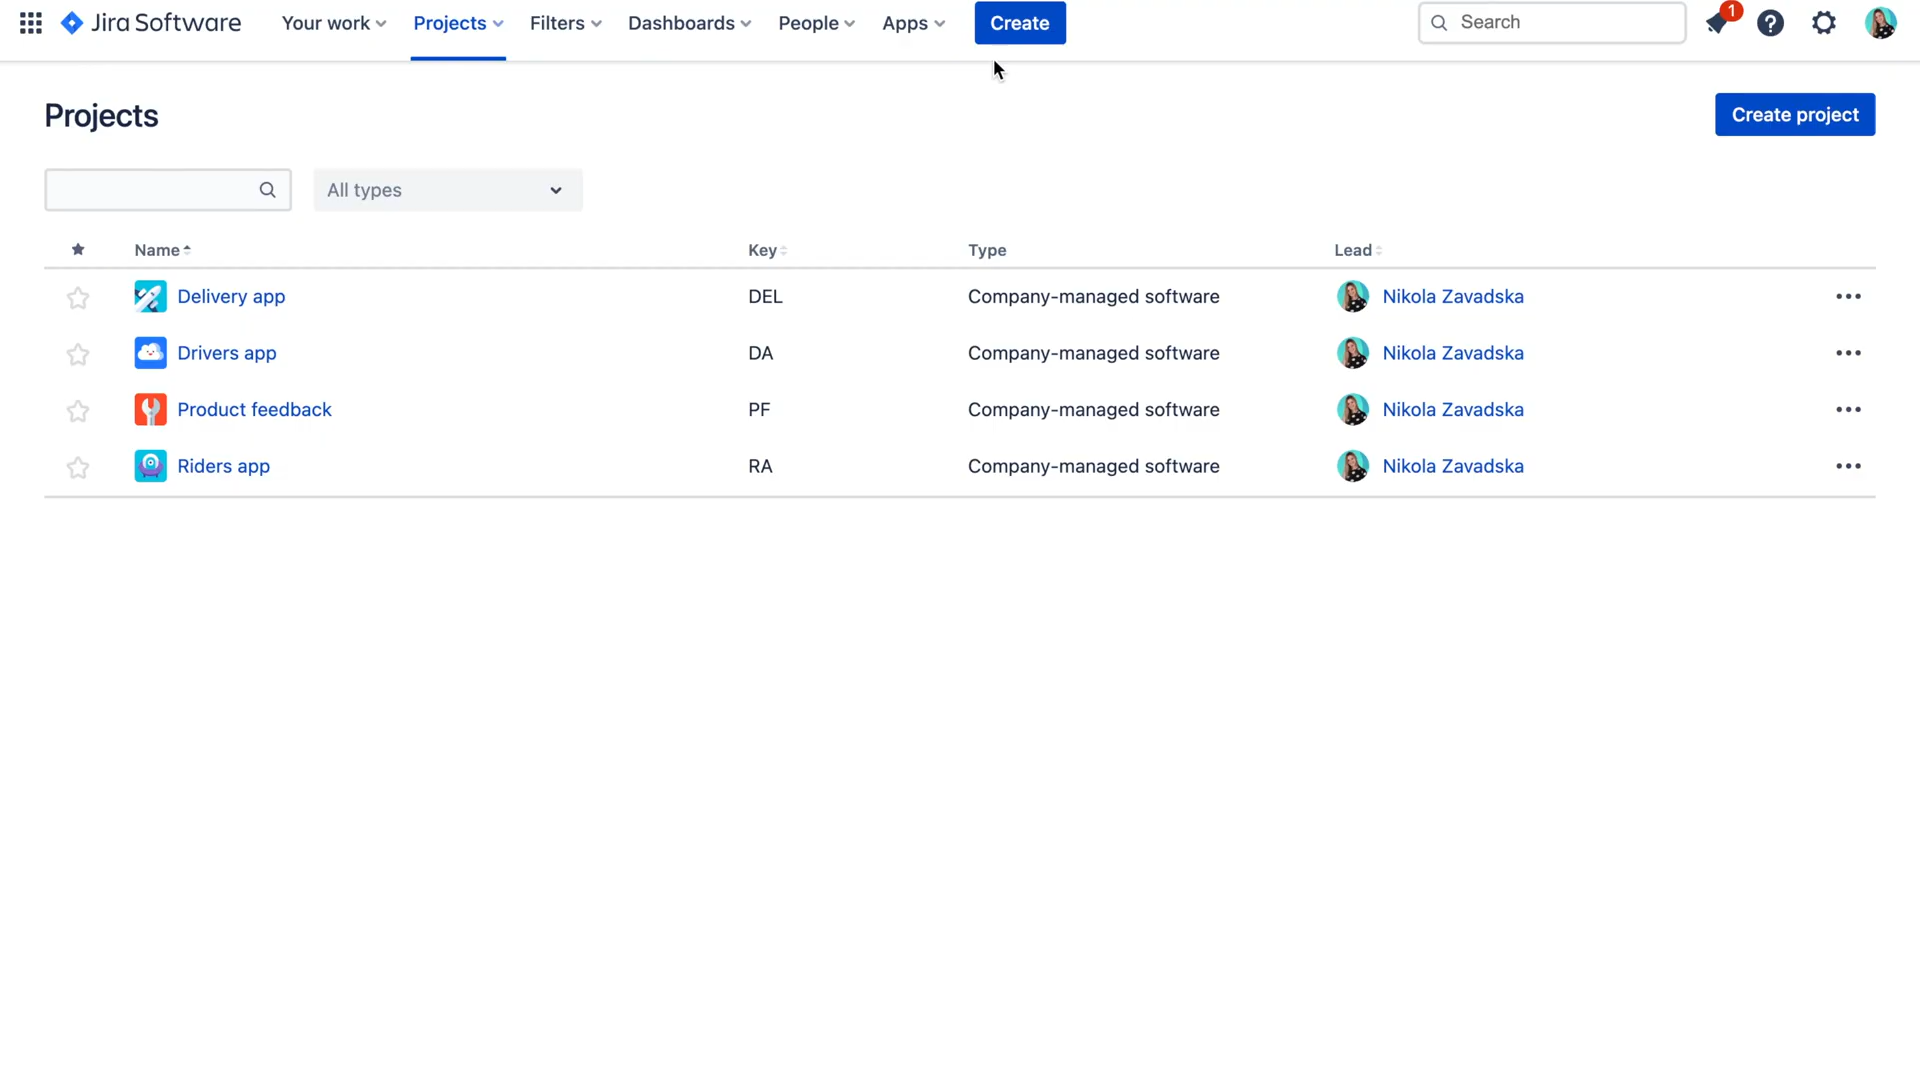 Jira Software Your work Projects Filters Dashboards People Apps Create Search 1
Projects Create project
All types
Name Key Type Lead
Delivery app DEL Company-managed software Nikola Zavadska
Drivers app DA Company-managed software Nikola Zavadska
Product feedback PF Company-managed software Nikola Zavadska
Riders app RA Company-managed software Nikola Zavadska